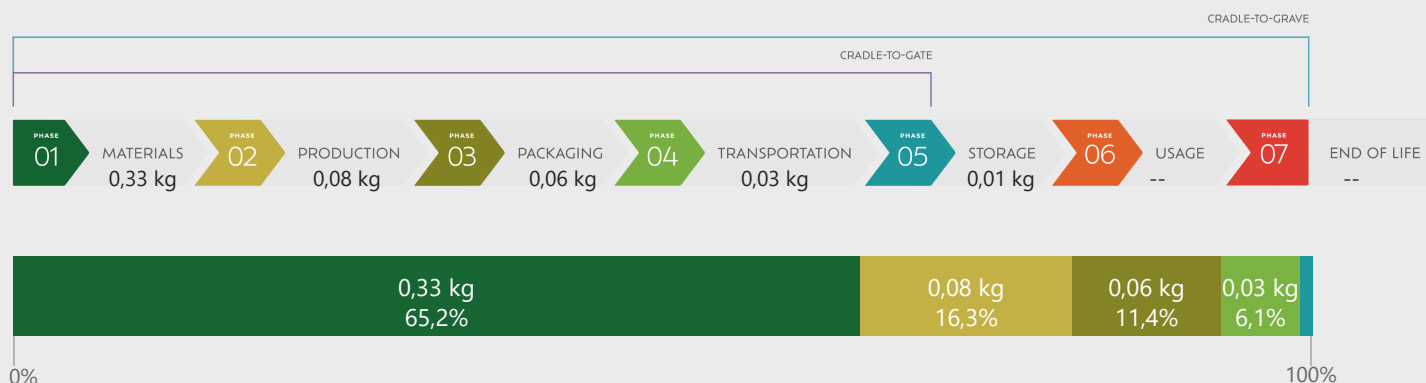 CRADLE-TO-GRAVE
CRADLE-TO-GATE
PHASE
01
MATERIALS
0,33 kg
PHASE
02
PRODUCTION
0,08 kg
PHASE
03
PACKAGING
0,06 kg
PHASE
04
TRANSPORTATION
0,03 kg
PHASE
05
STORAGE
0,01 kg
PHASE
06
USAGE
--
PHASE
07
END OF LIFE
--
0,33 kg
65,2%
0,08 kg
16,3%
0,06 kg
11,4%
0,03 kg
6,1%
0%
100%